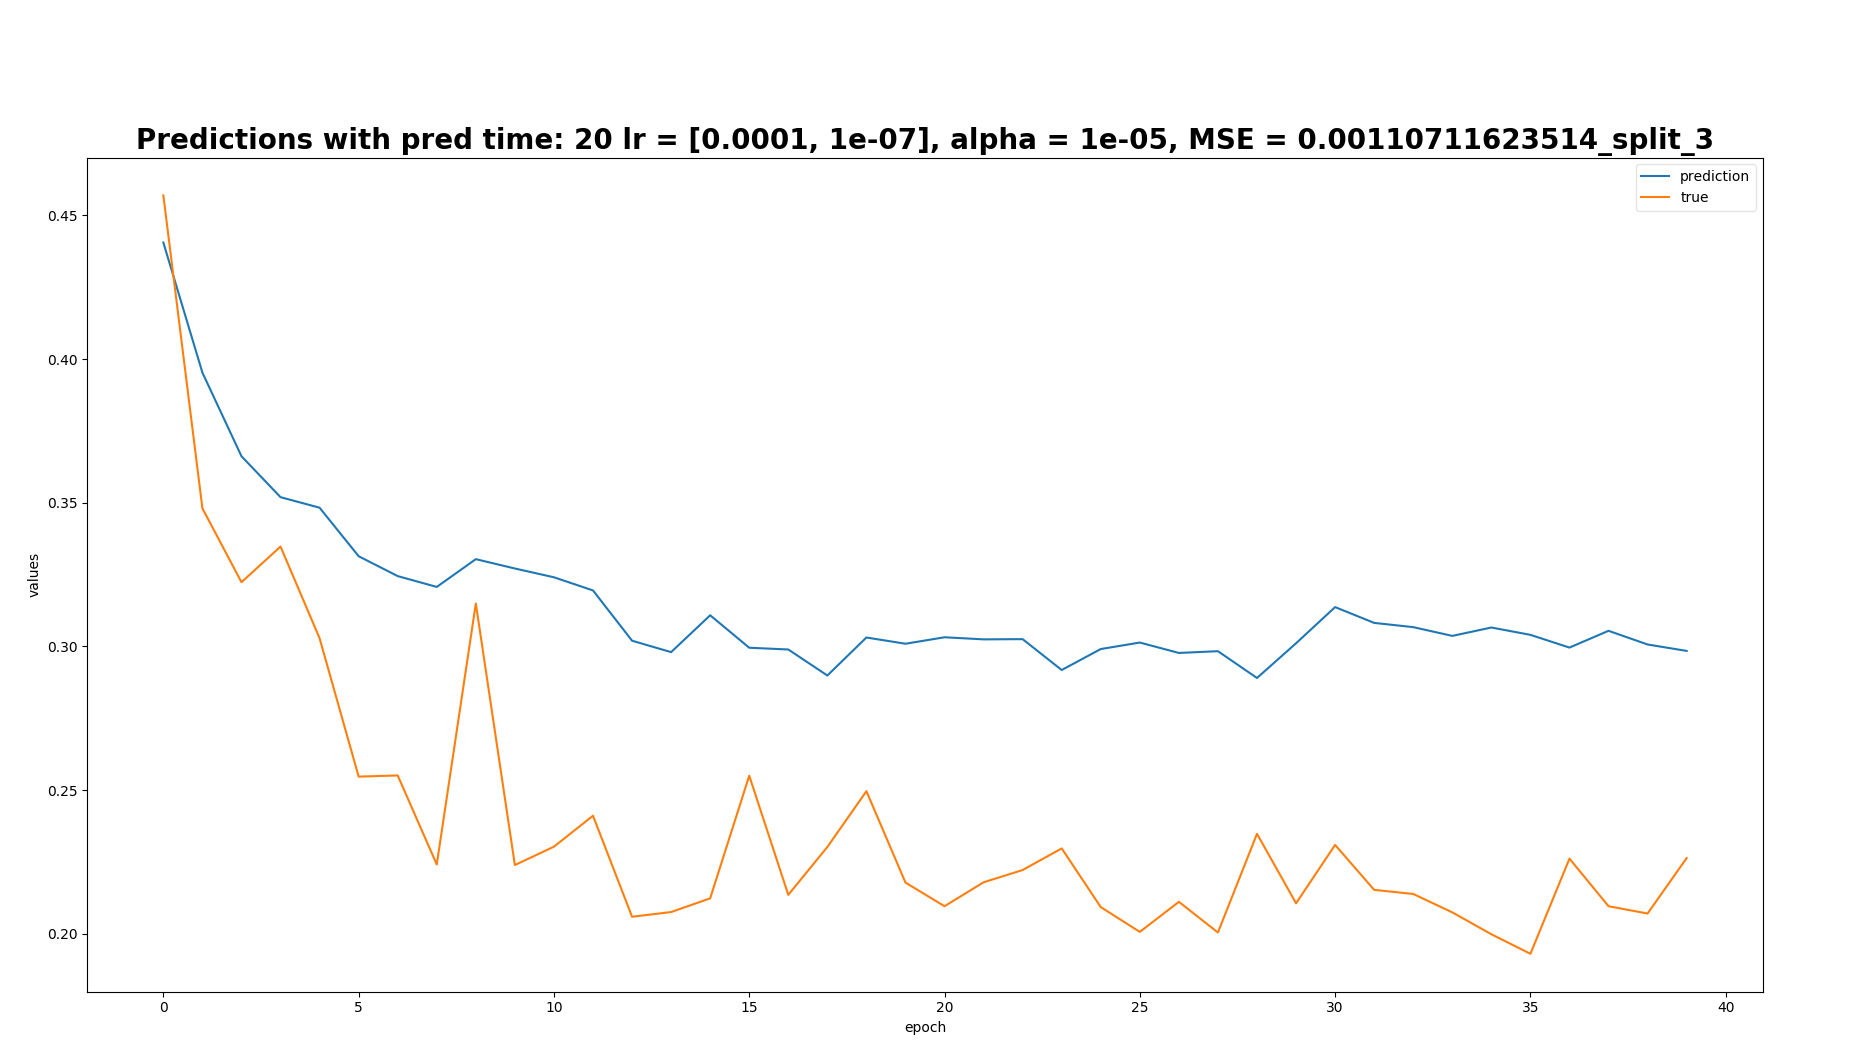 Predictions with pred time: 20 lr = [0.0001, 1e-07], alpha = 1e-05, MSE = 0.00110711623514_split_3
prediction
true
0.45
0.40
0.35
0.30
0.25
0.20
values
0 5 10 15 20 25 30 35 40
epoch